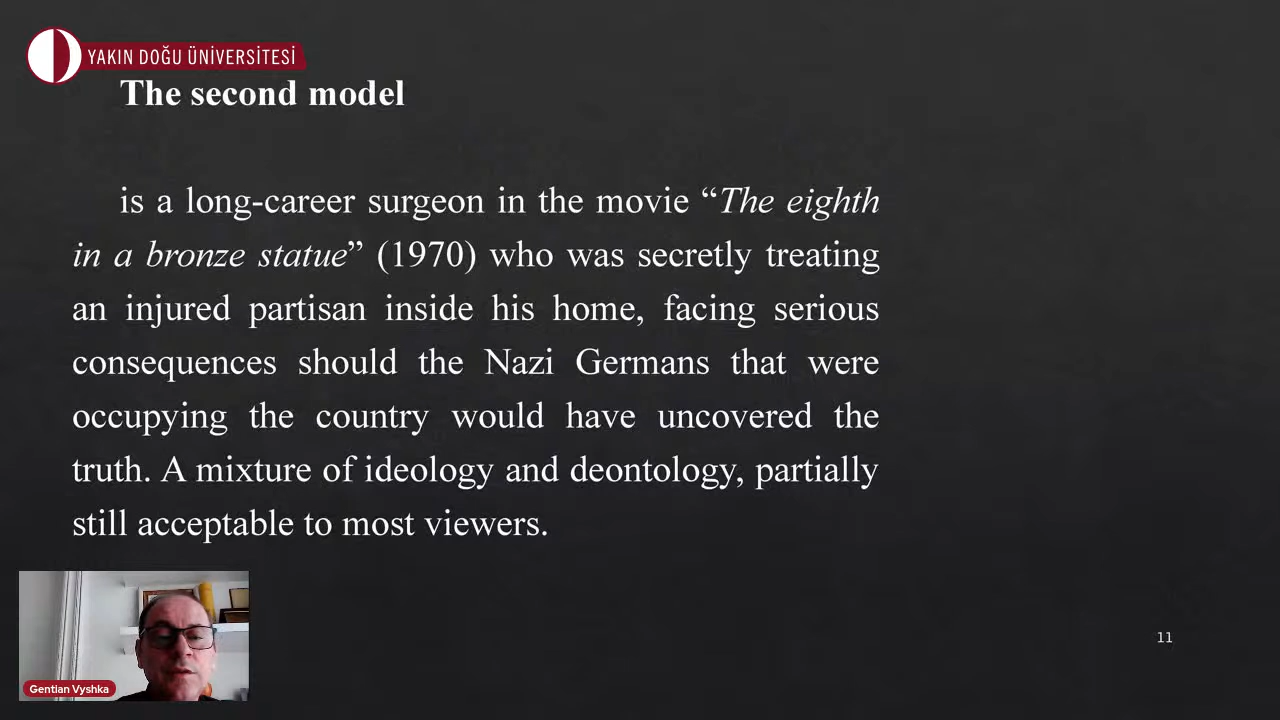 YAKIN DOĞU ÜNİVERSİTESİ
The second model
is a long-career surgeon in the movie “The eighth
in a bronze statue” (1970) who was secretly treating
an injured partisan inside his home, facing serious
consequences should the Nazi Germans that were
occupying the country would have uncovered the
truth. A mixture of ideology and deontology, partially
still acceptable to most viewers.
Gentian Vyshka
11